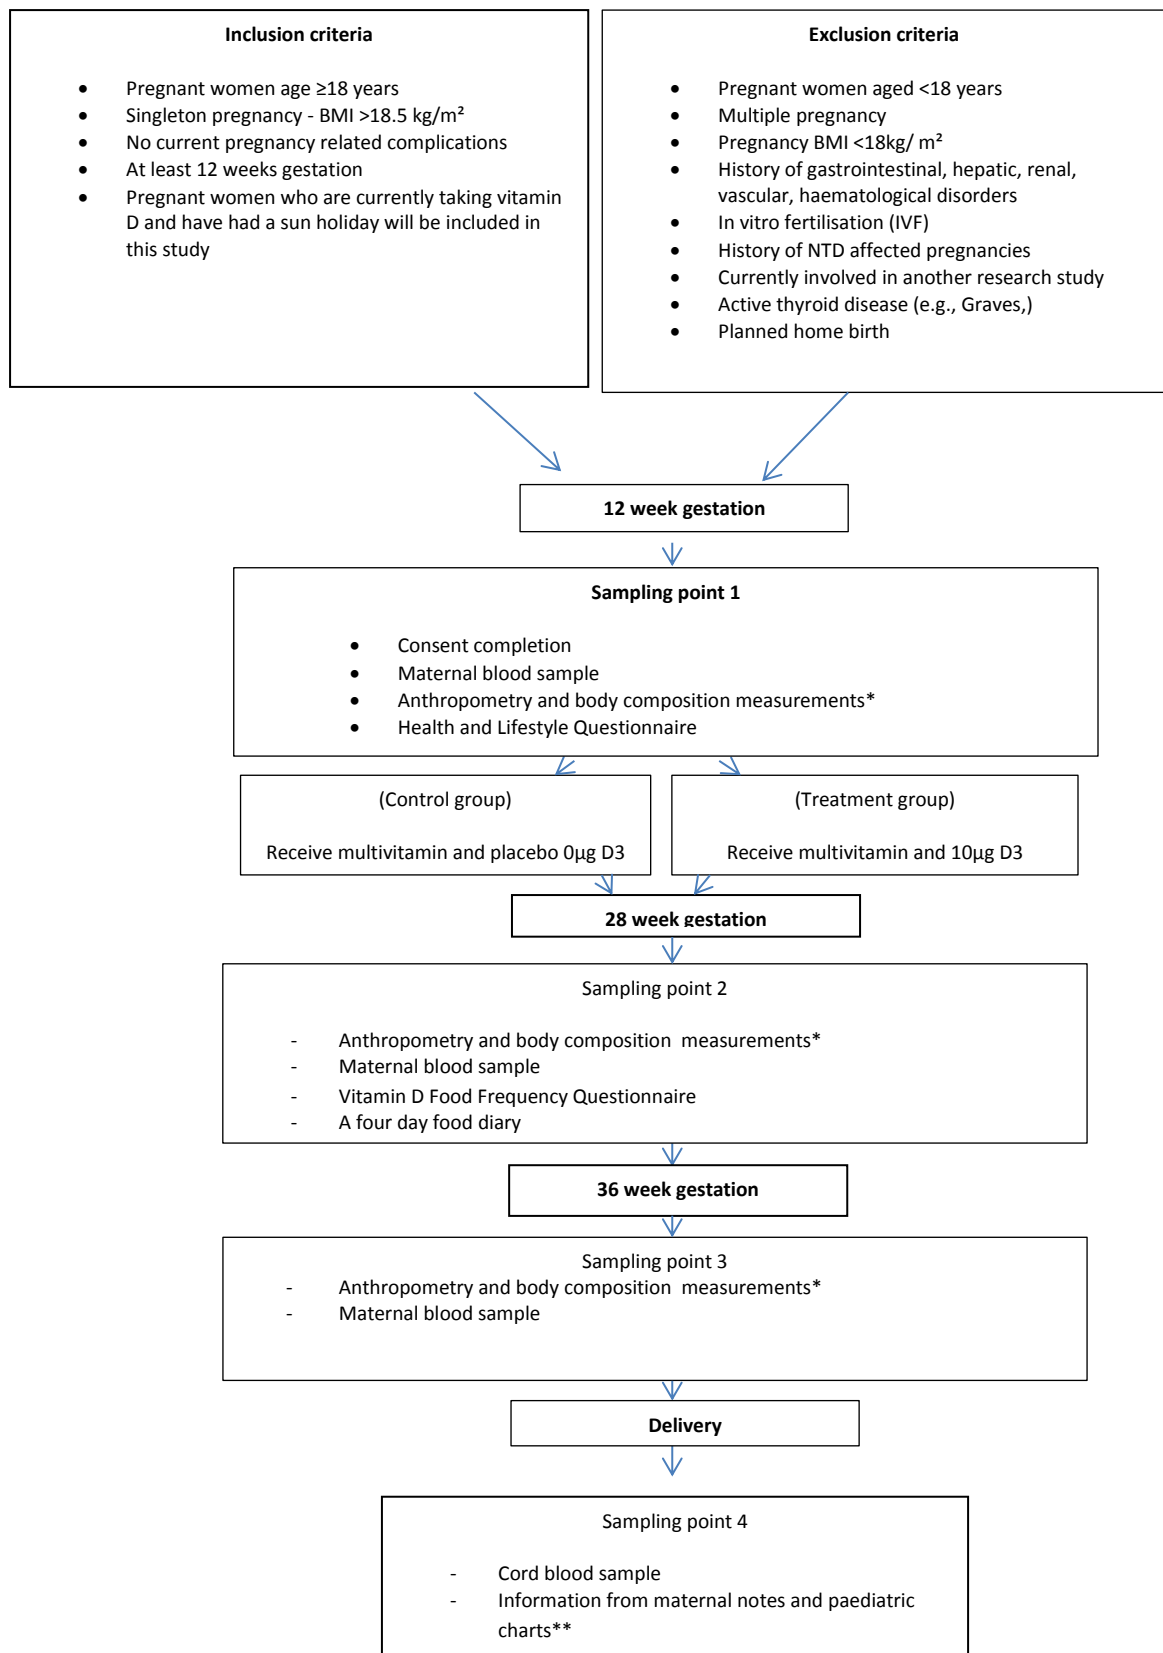 Inclusion criteria
• Pregnant women age ≥18 years
• Singleton pregnancy - BMI >18.5 kg/m²
• No current pregnancy related complications
• At least 12 weeks gestation
• Pregnant women who are currently taking vitamin
D and have had a sun holiday will be included in
this study
Exclusion criteria
• Pregnant women aged <18 years
• Multiple pregnancy
• Pregnancy BMI <18kg/ m²
• History of gastrointestinal, hepatic, renal,
vascular, haematological disorders
• In vitro fertilisation (IVF)
• History of NTD affected pregnancies
• Currently involved in another research study
• Active thyroid disease (e.g., Graves,)
• Planned home birth
12 week gestation
Sampling point 1
• Consent completion
• Maternal blood sample
• Anthropometry and body composition measurements*
• Health and Lifestyle Questionnaire
(Control group)
Receive multivitamin and placebo 0µg D3
(Treatment group)
Receive multivitamin and 10µg D3
28 week gestation
Sampling point 2
- Anthropometry and body composition measurements*
- Maternal blood sample
- Vitamin D Food Frequency Questionnaire
- A four day food diary
36 week gestation
Sampling point 3
- Anthropometry and body composition measurements*
- Maternal blood sample
Delivery
Sampling point 4
- Cord blood sample
- Information from maternal notes and paediatric
charts**